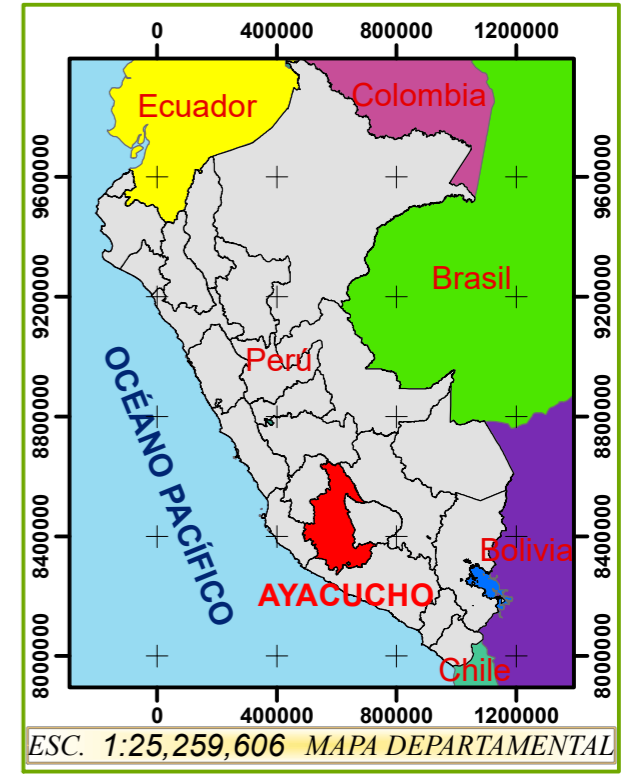 0 400000 800000 1200000
Ecuador
Colombia
9600000
9600000
Brasil
9200000
9200000
Perú
OCÉANO PACÍFICO
8800000
8800000
8400000
8400000
Bolivia
AYACUCHO
8000000
8000000
Chile
0 400000 800000 1200000
ESC. 1:25,259,606 MAPA DEPARTAMENTAL